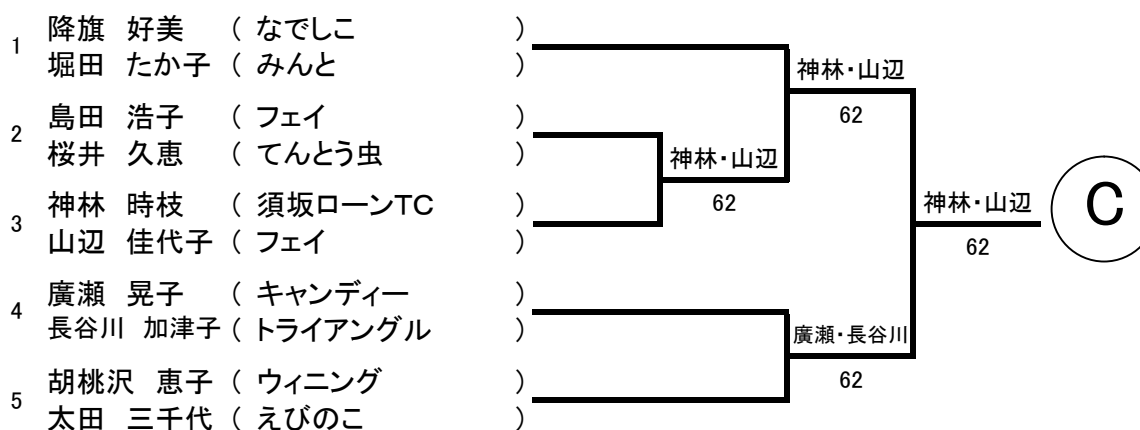 1
降旗 好美 ( なでしこ )
堀田 たか子 ( みんと )
2
島田 浩子 ( フェイ )
桜井 久恵 ( てんとう虫 )
3
神林 時枝 ( 須坂ローンTC )
山辺 佳代子 ( フェイ )
4
廣瀬 晃子 ( キャンディー )
長谷川 加津子 ( トライアングル )
5
胡桃沢 恵子 ( ウィニング )
太田 三千代 ( えびのこ )
神林・山辺
62
神林・山辺
62
廣瀬・長谷川
62
神林・山辺
62
C